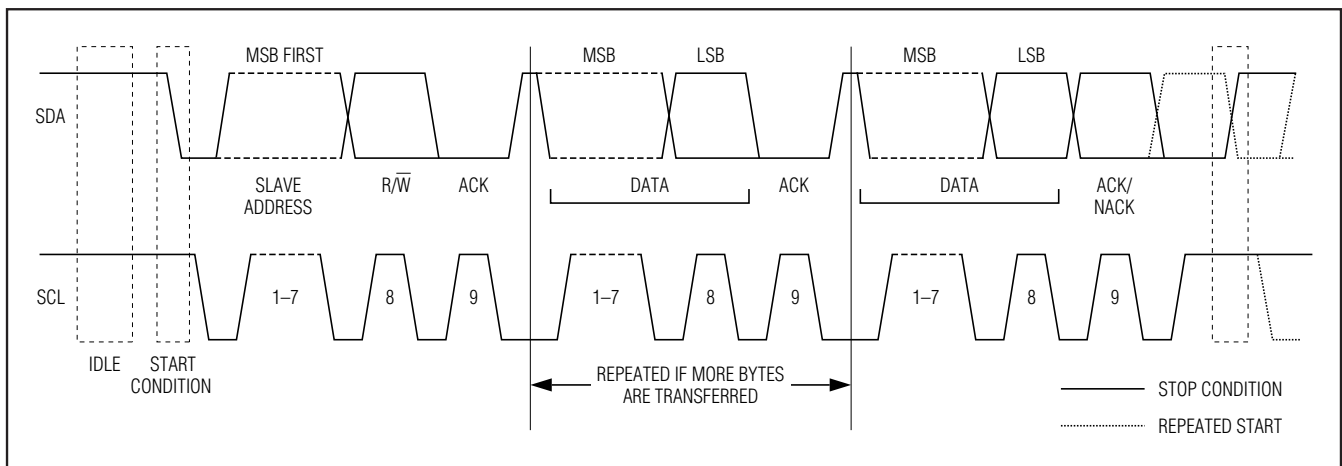 MSB FIRST
MSB
LSB
MSB
LSB
SDA
SLAVE
ADDRESS
R/W̅
ACK
DATA
ACK
DATA
ACK/
NACK
SCL
1–7
8
9
1–7
8
9
1–7
8
9
IDLE
START
CONDITION
REPEATED IF MORE BYTES
ARE TRANSFERRED
STOP CONDITION
REPEATED START